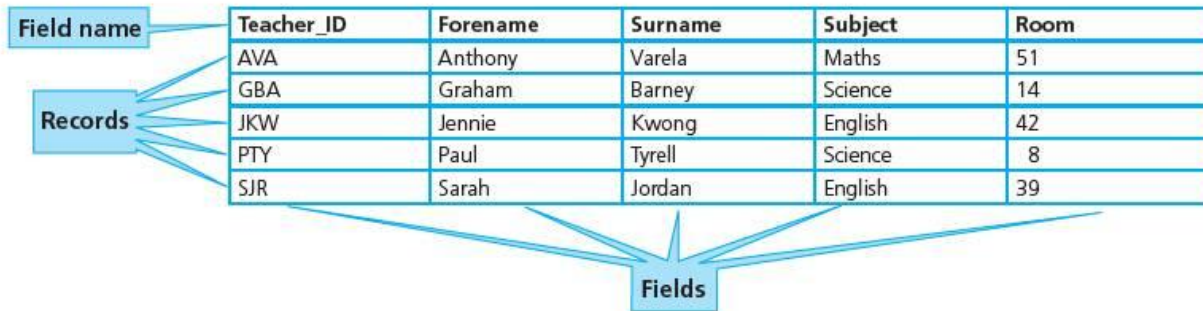 Field name
Teacher_ID Forename Surname Subject Room
AVA Anthony Varela Maths 51
GBA Graham Barney Science 14
Records
JKW Jennie Kwong English 42
PTY Paul Tyrell Science 8
SJR Sarah Jordan English 39
Fields